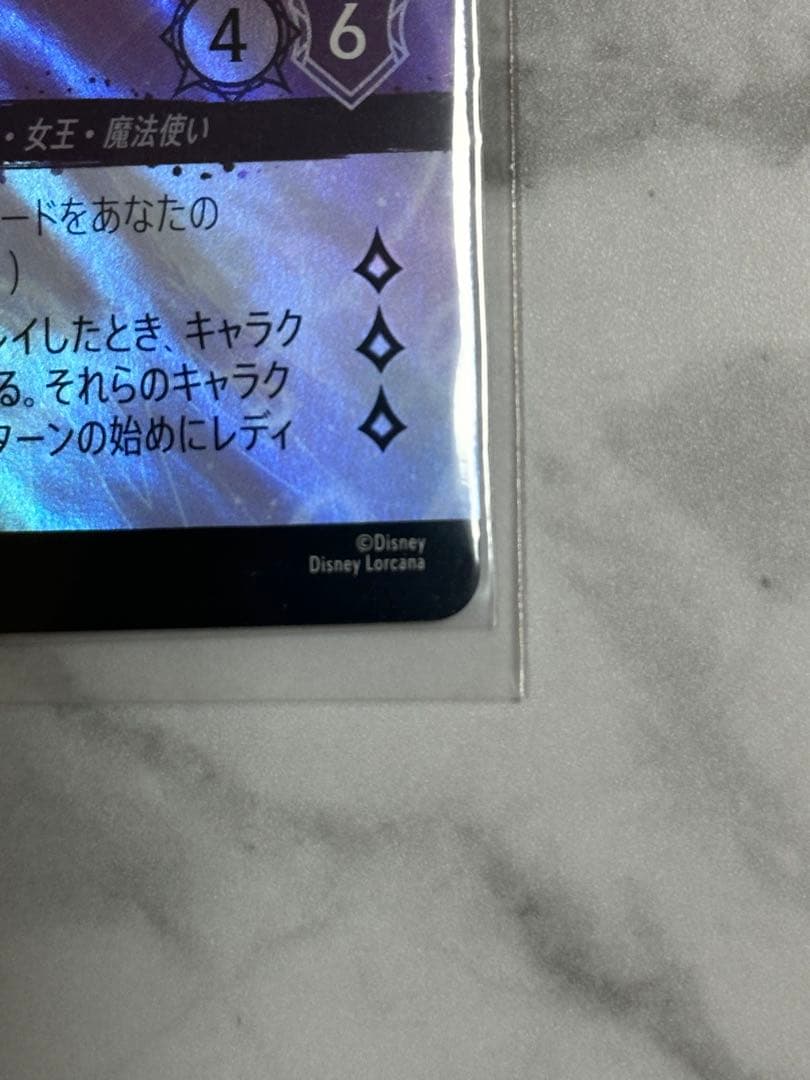 4 6
・女王・魔法使い
ードをあなたの
)
レイしたとき、キャラク
る。それらのキャラク
ターンの始めにレディ
©Disney
Disney Lorcana